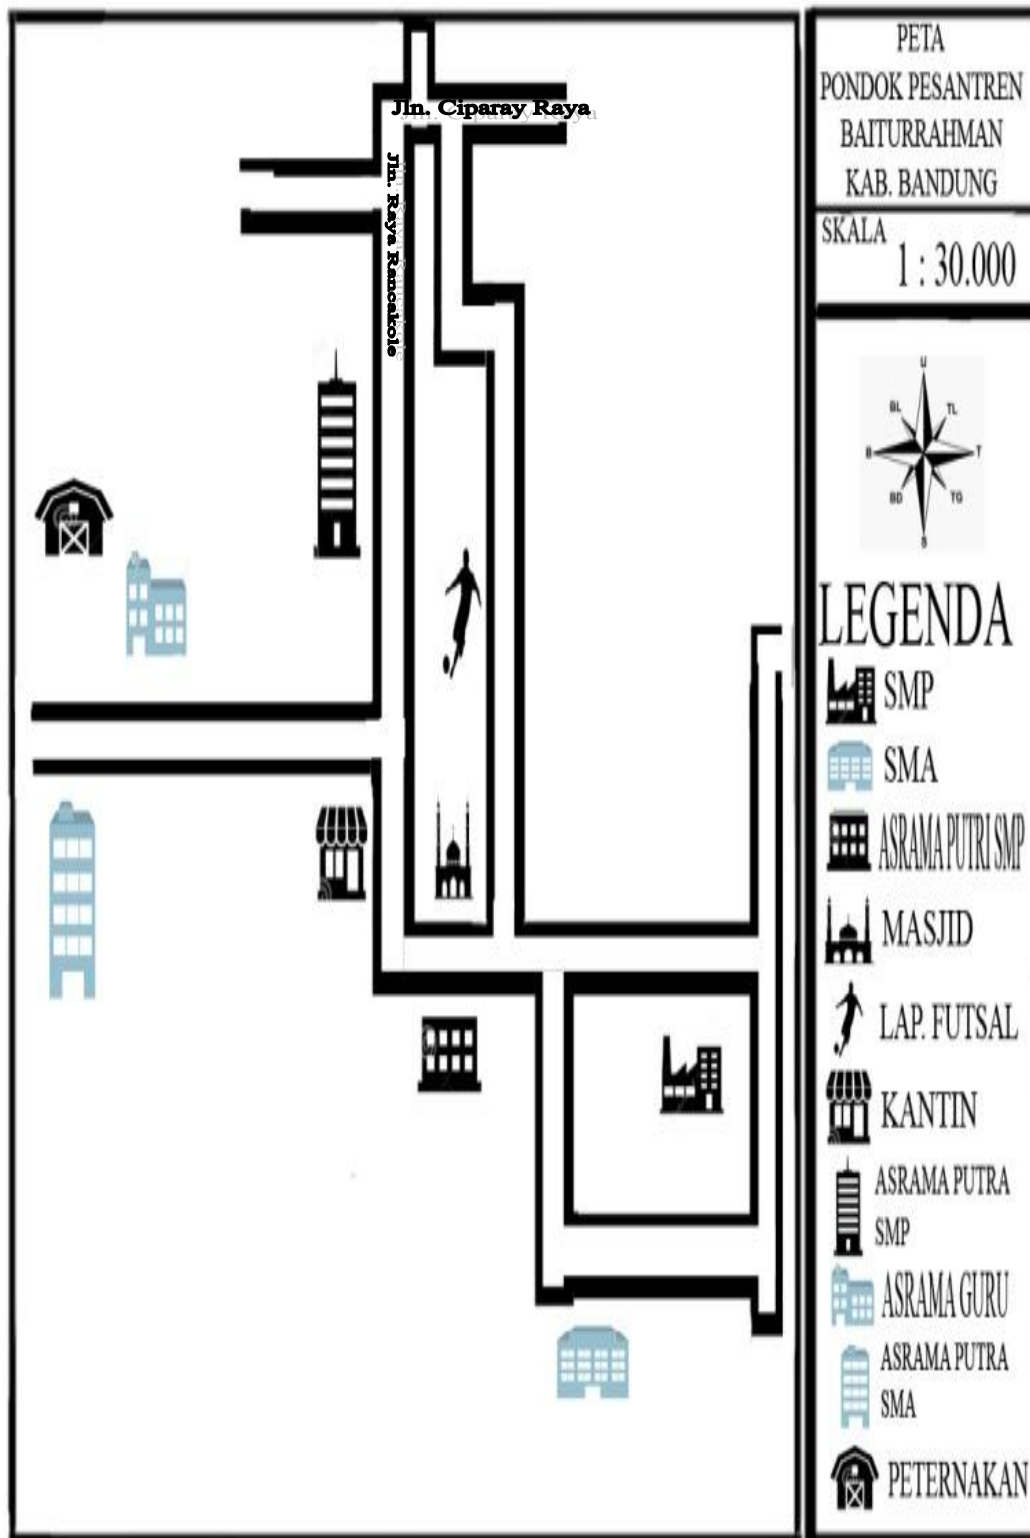 Jln. Ciparay Raya
Jln. Raya Rancakole
PETA
PONDOK PESANTREN
BAITURRAHMAN
KAB. BANDUNG
SKALA
1 : 30.000
U
BL TL
B T
BD TG
S
LEGENDA
SMP
SMA
ASRAMA PUTRI SMP
MASJID
LAP. FUTSAL
KANTIN
ASRAMA PUTRA
SMP
ASRAMA GURU
ASRAMA PUTRA
SMA
PETERNAKAN